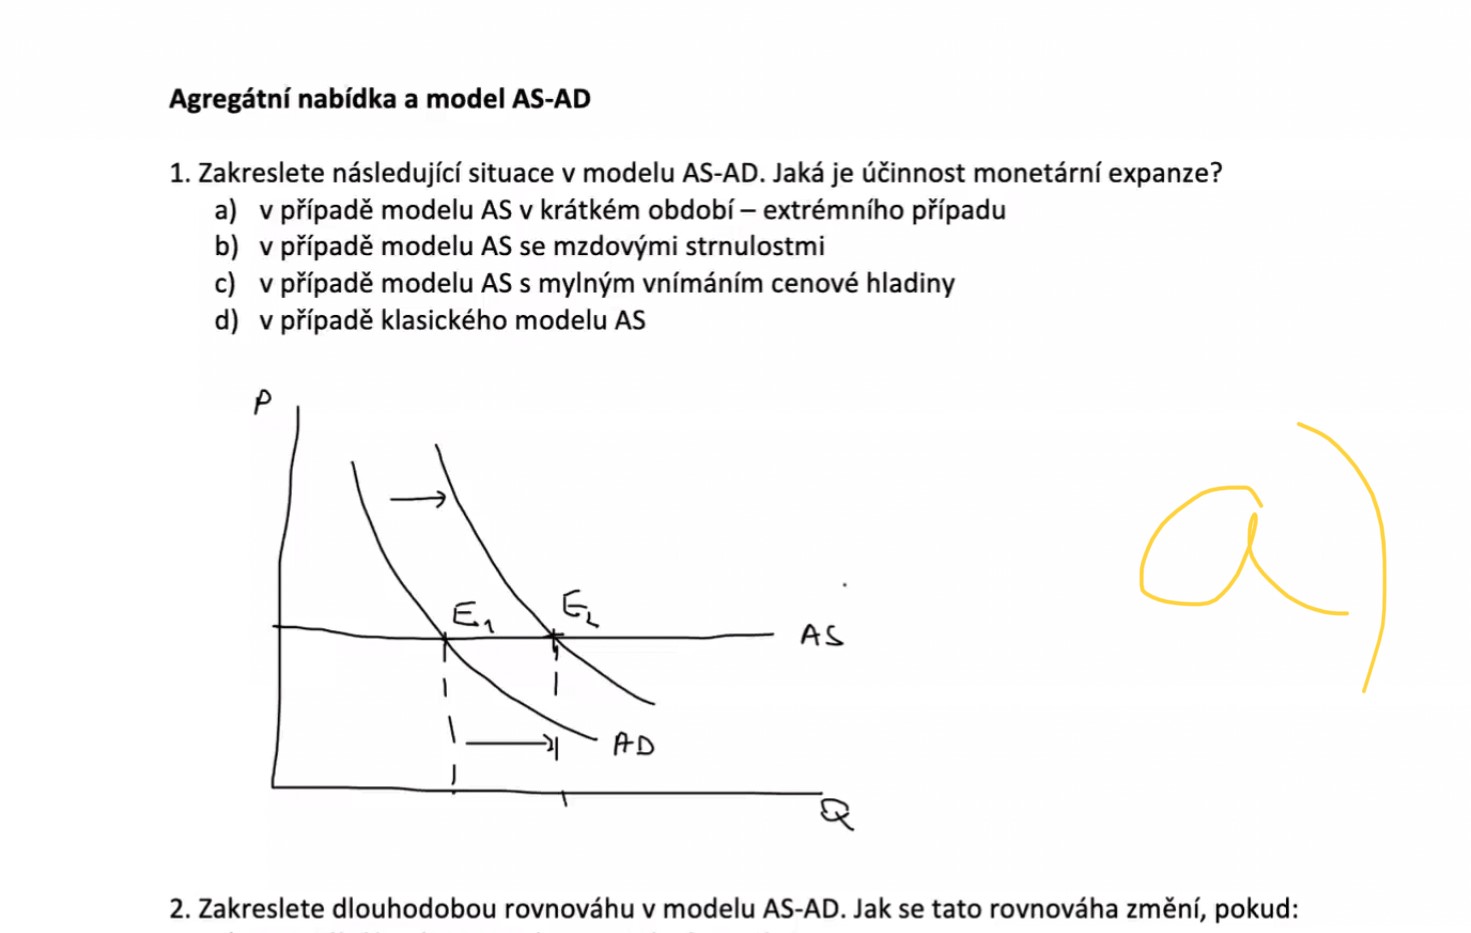 Agregátní nabídka a model AS-AD
1. Zakreslete následující situace v modelu AS-AD. Jaká je účinnost monetární expanze?
a) v případě modelu AS v krátkém období – extrémního případu
b) v případě modelu AS se mzdovými strnulostmi
c) v případě modelu AS s mylným vnímáním cenové hladiny
d) v případě klasického modelu AS
P
a)
E1
E2
AS
AD
Q
2. Zakreslete dlouhodobou rovnováhu v modelu AS-AD. Jak se tato rovnováha změní, pokud: